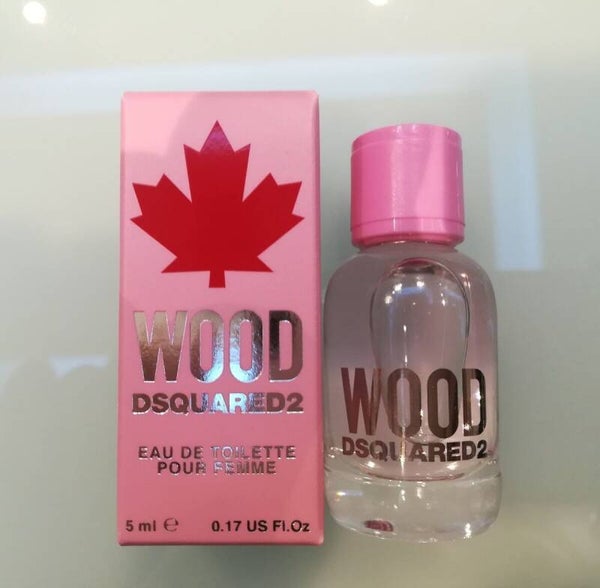 WOOD
DSQUARED2
EAU DE TOILETTE
POUR FEMME
5 ml ℮ 0.17 US Fl.Oz
WOOD
DSQUARED2